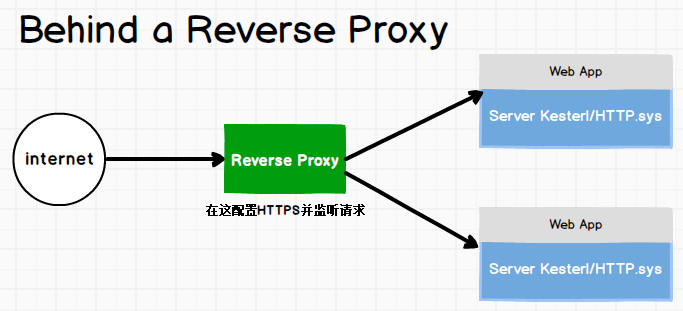 Behind a Reverse Proxy
Web App
Server Kesterl/HTTP.sys
internet
Reverse Proxy
在这配置HTTPS并监听请求
Web App
Server Kesterl/HTTP.sys